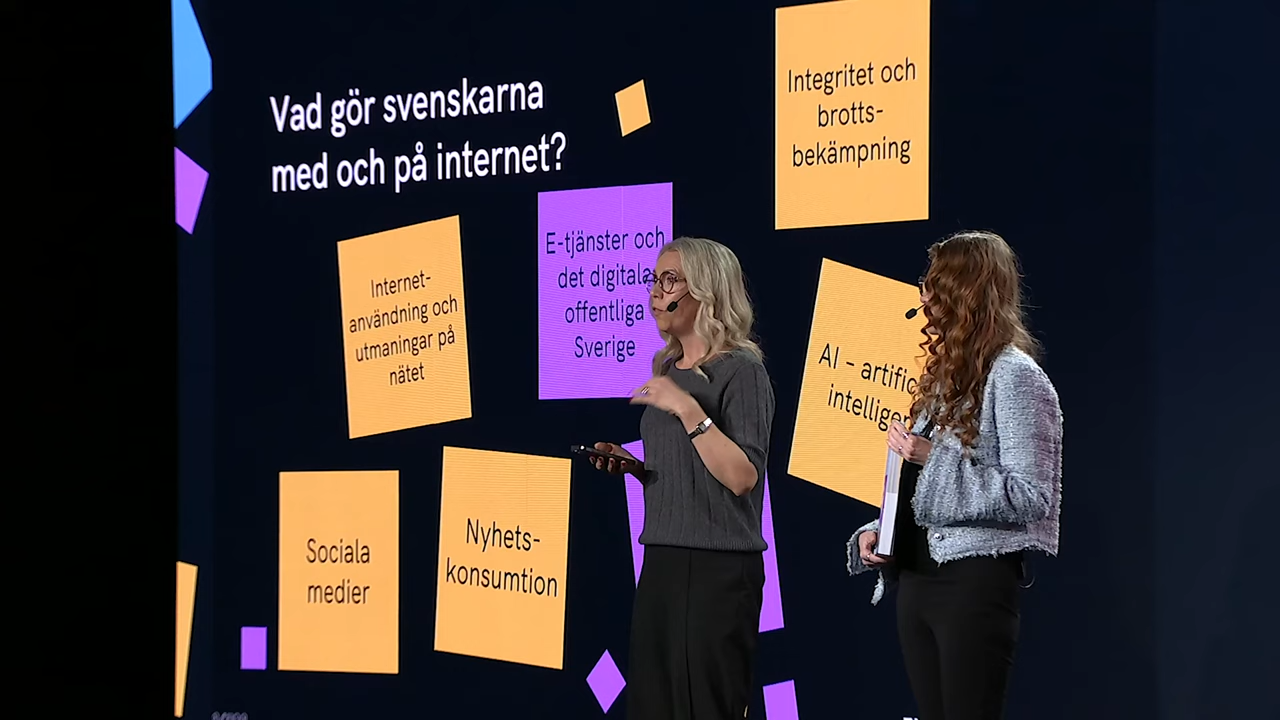 Vad gör svenskarna
med och på internet?
Integritet och
brotts-
bekämpning
E-tjänster och
det digitala
offentliga
Sverige
Internet-
användning och
utmaningar på
nätet
AI – artific
intelligen
Nyhets-
konsumtion
Sociala
medier